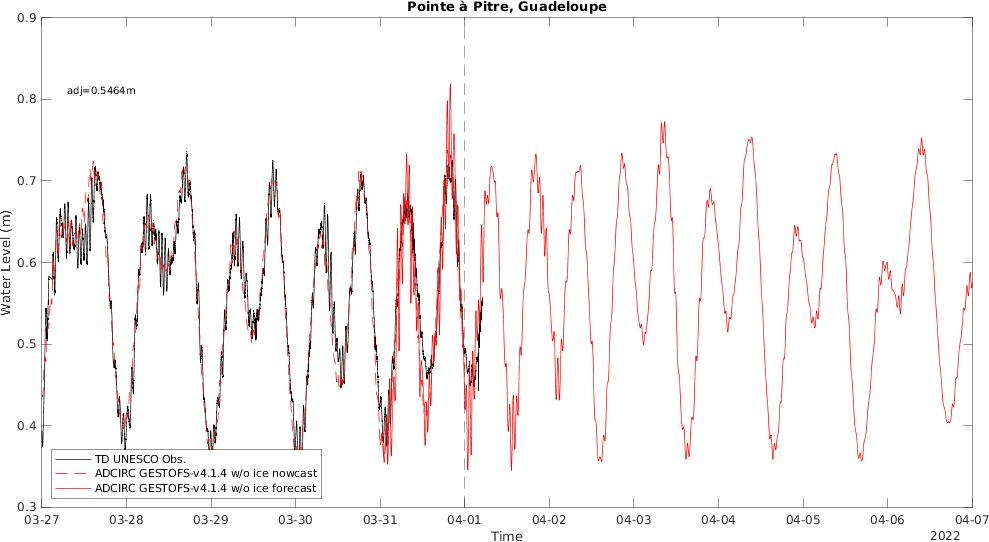 Pointe à Pitre, Guadeloupe
0.9
0.8
0.7
0.6
0.5
0.4
0.3
Water Level (m)
adj=0.5464m
TD UNESCO Obs.
ADCIRC GESTOFS-v4.1.4 w/o ice nowcast
ADCIRC GESTOFS-v4.1.4 w/o ice forecast
03-27 03-28 03-29 03-30 03-31 04-01 04-02 04-03 04-04 04-05 04-06 04-07
Time
2022